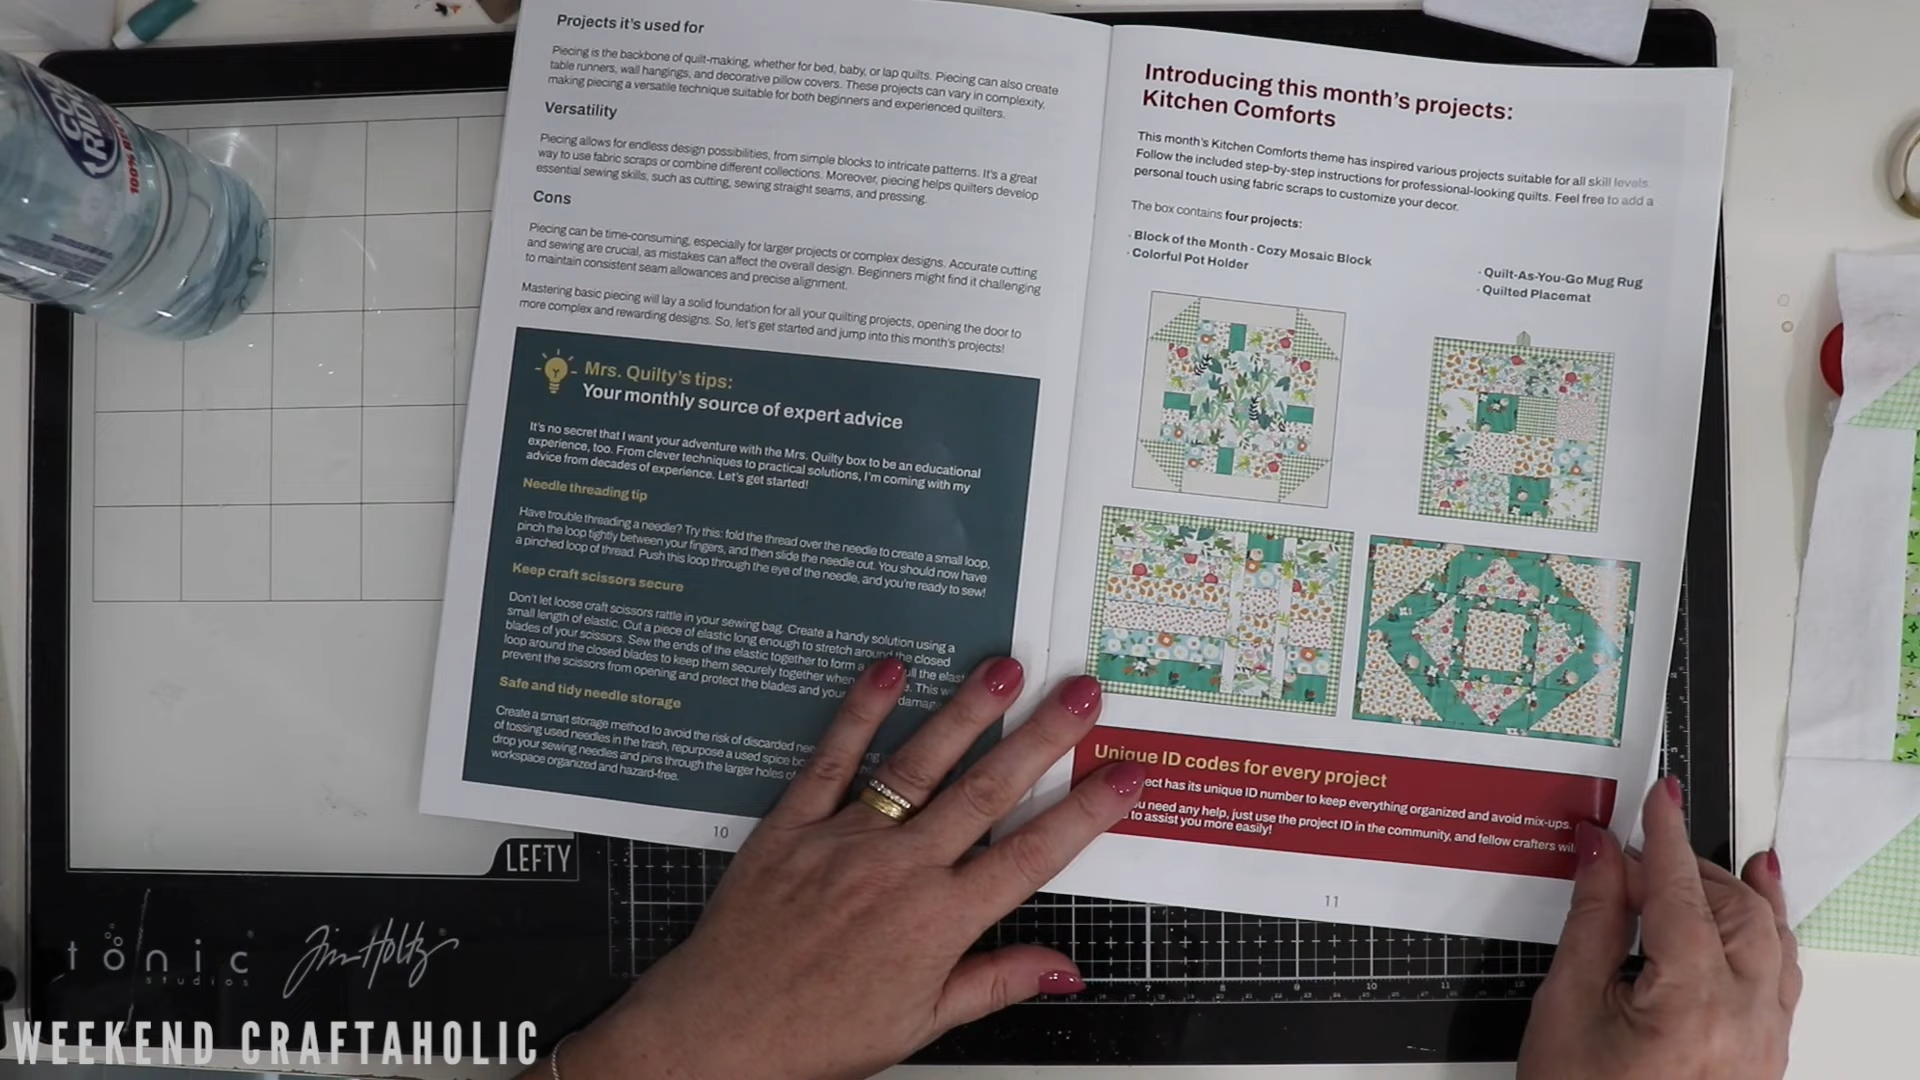 Projects it's used for
Piecing is the backbone of quilt-making, whether for bed, baby, or lap quilts. Piecing can also create
table runners, wall hangings, and decorative pillow covers. These projects can vary in complexity,
making piecing a versatile technique suitable for both beginners and experienced quilters.
Versatility
Piecing allows for endless design possibilities, from simple blocks to intricate patterns. It's a great
way to use fabric scraps or combine different collections. Moreover, piecing helps quilters develop
essential sewing skills, such as cutting, sewing straight seams, and pressing.
Cons
Piecing can be time-consuming, especially for larger projects or complex designs. Accurate cutting
and sewing are crucial, as mistakes can affect the overall design. Beginners might find it challenging
to maintain consistent seam allowances and precise alignment.
Mastering basic piecing will lay a solid foundation for all your quilting projects, opening the door to
more complex and rewarding designs. So, let's get started and jump into this month's projects!
Mrs. Quilty's tips:
Your monthly source of expert advice
It's no secret that I want your adventure with the Mrs. Quilty box to be an educational
experience, too. From clever techniques to practical solutions, I'm coming with my
advice from decades of experience. Let's get started!
Needle threading tip
Have trouble threading a needle? Try this: fold the thread over the needle to create a small loop,
pinch the loop tightly between your fingers, and then slide the needle out. You should now have
a pinched loop of thread. Push this loop through the eye of the needle, and you're ready to sew!
Keep craft scissors secure
Don't let loose craft scissors rattle in your sewing bag. Create a handy solution using a
small length of elastic. Cut a piece of elastic long enough to stretch around the closed
blades of your scissors. Sew the ends of the elastic together to form a ull the elast
loop around the closed blades to keep them securely together when e. This w
prevent the scissors from opening and protect the blades and your damag
Safe and tidy needle storage
Create a smart storage method to avoid the risk of discarded nee ng
of tossing used needles in the trash, repurpose a used spice bo
drop your sewing needles and pins through the larger holes of
workspace organized and hazard-free.
10
Introducing this month's projects:
Kitchen Comforts
This month's Kitchen Comforts theme has inspired various projects suitable for all skill levels.
Follow the included step-by-step instructions for professional-looking quilts. Feel free to add a
personal touch using fabric scraps to customize your decor.
The box contains four projects:
· Block of the Month - Cozy Mosaic Block
· Colorful Pot Holder
· Quilt-As-You-Go Mug Rug
· Quilted Placemat
Unique ID codes for every project
ject has its unique ID number to keep everything organized and avoid mix-ups.
u need any help, just use the project ID in the community, and fellow crafters wil
to assist you more easily!
11
LEFTY
tonic
studios
Tim Holtz
7
8
9
10
11
12
100%
WEEKEND CRAFTAHOLIC